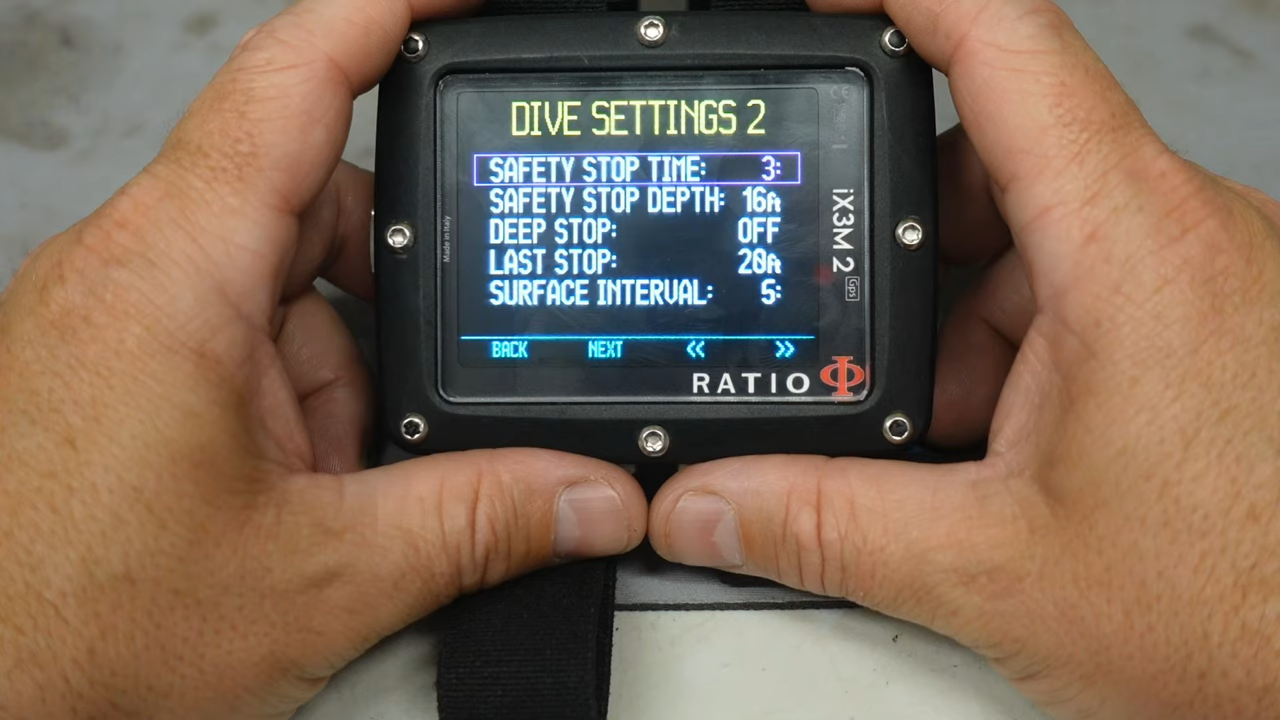 DIVE SETTINGS 2
SAFETY STOP TIME: 3:
SAFETY STOP DEPTH: 16ft
DEEP STOP: OFF
LAST STOP: 20ft
SURFACE INTERVAL: 5:
BACK NEXT << >>
RATIO
Made in Italy
iX3M 2 Gps
CE